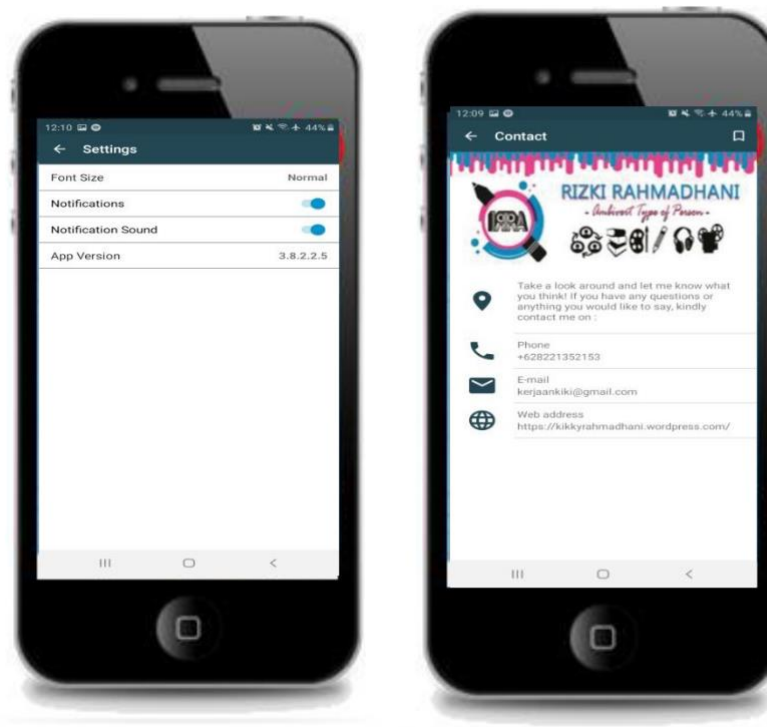 12:10
44%
Settings
Font Size Normal
Notifications
Notification Sound
App Version 3.8.2.2.5
12:09
44%
Contact
RIZKI RAHMADHANI
- Ambivert Type of Person -
Take a look around and let me know what
you think! If you have any questions or
anything you would like to say, kindly
contact me on :
Phone
+628221352153
E-mail
kerjaankiki@gmail.com
Web address
https://kikkyrahmadhani.wordpress.com/